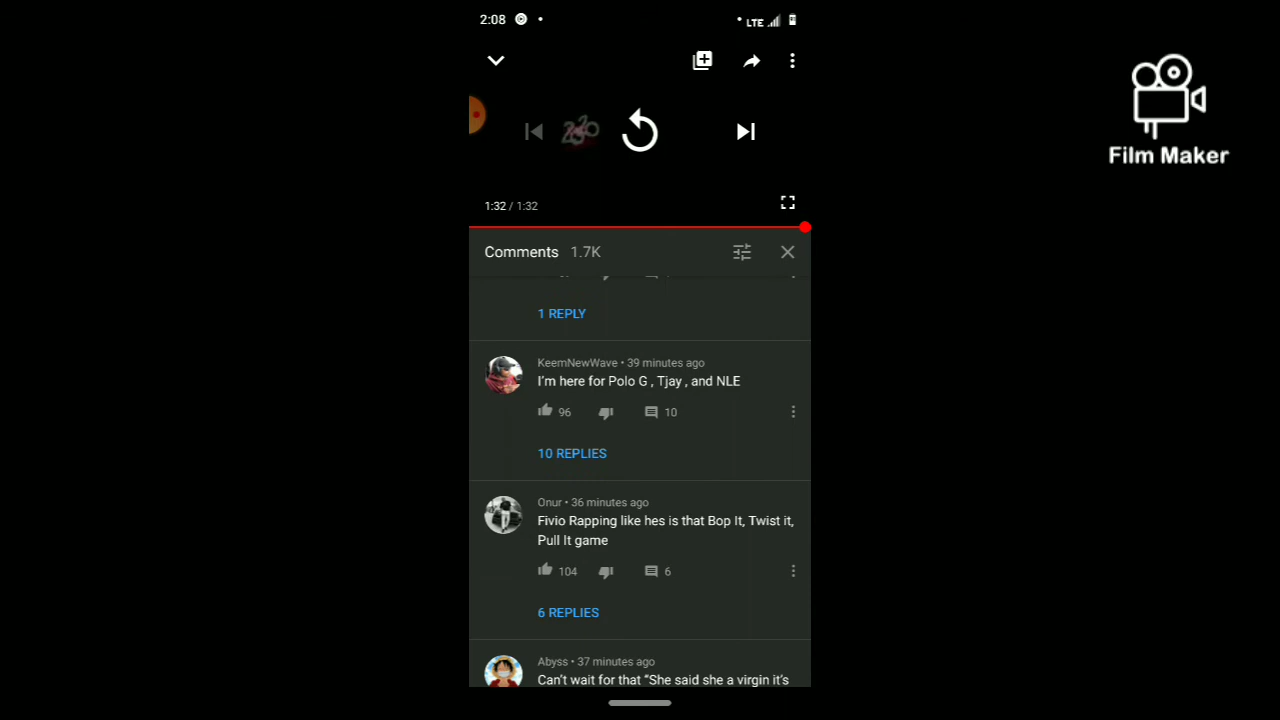 2:08
LTE
2020
1:32 / 1:32
Comments 1.7K
1 REPLY
KeemNewWave • 39 minutes ago
I'm here for Polo G , Tjay , and NLE
96
10
10 REPLIES
Onur • 36 minutes ago
Fivio Rapping like hes is that Bop It, Twist it,
Pull It game
104
6
6 REPLIES
Abyss • 37 minutes ago
Can't wait for that “She said she a virgin it's
Film Maker